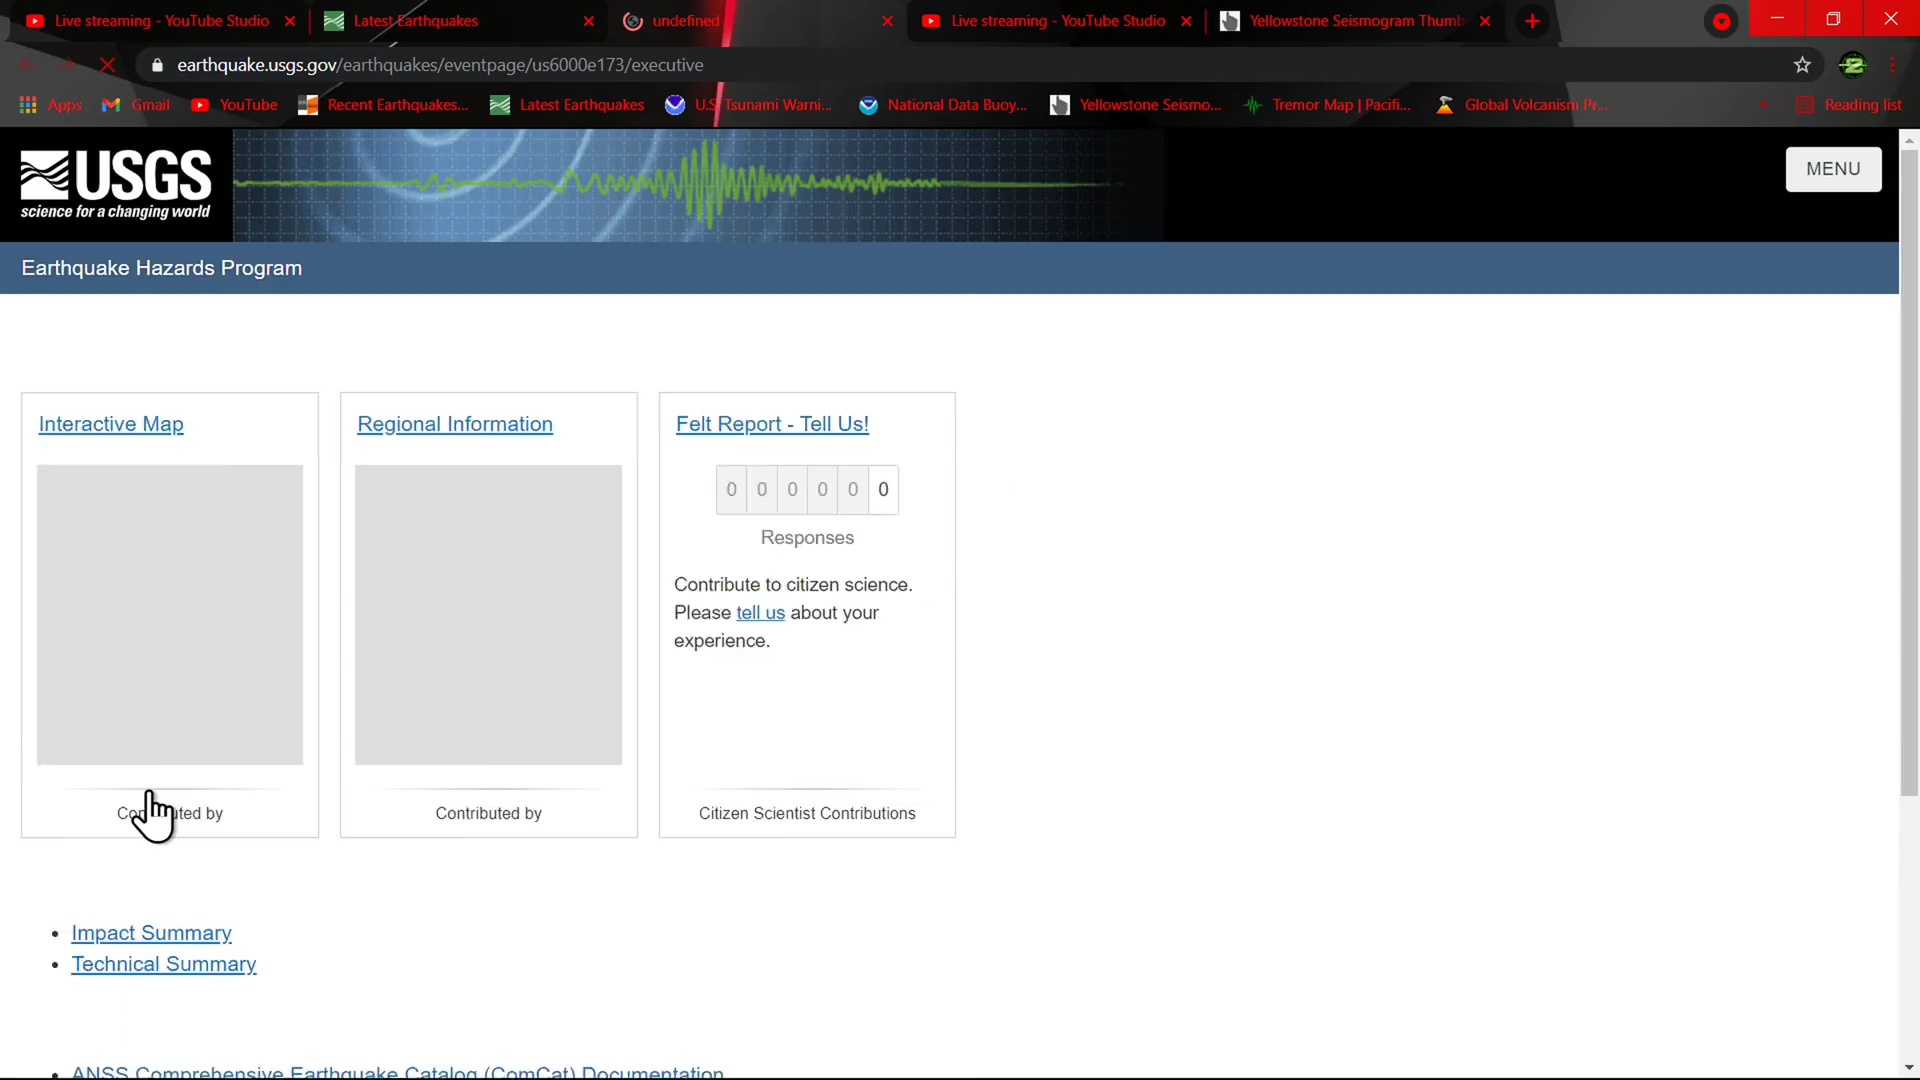 Live streaming - YouTube Studio
Latest Earthquakes
undefined
Live streaming - YouTube Studio
Yellowstone Seismogram Thumb
earthquake.usgs.gov/earthquakes/eventpage/us6000e173/executive
Apps
Gmail
YouTube
Recent Earthquakes...
Latest Earthquakes
U.S. Tsunami Warni...
National Data Buoy...
Yellowstone Seismo...
Tremor Map | Pacifi...
Global Volcanism Pr...
Reading list
USGS
science for a changing world
MENU
Earthquake Hazards Program
Interactive Map
Contributed by
Regional Information
Contributed by
Felt Report - Tell Us!
0 0 0 0 0 0
Responses
Contribute to citizen science.
Please tell us about your
experience.
Citizen Scientist Contributions
• Impact Summary
• Technical Summary
• ANSS Comprehensive Earthquake Catalog (ComCat) Documentation